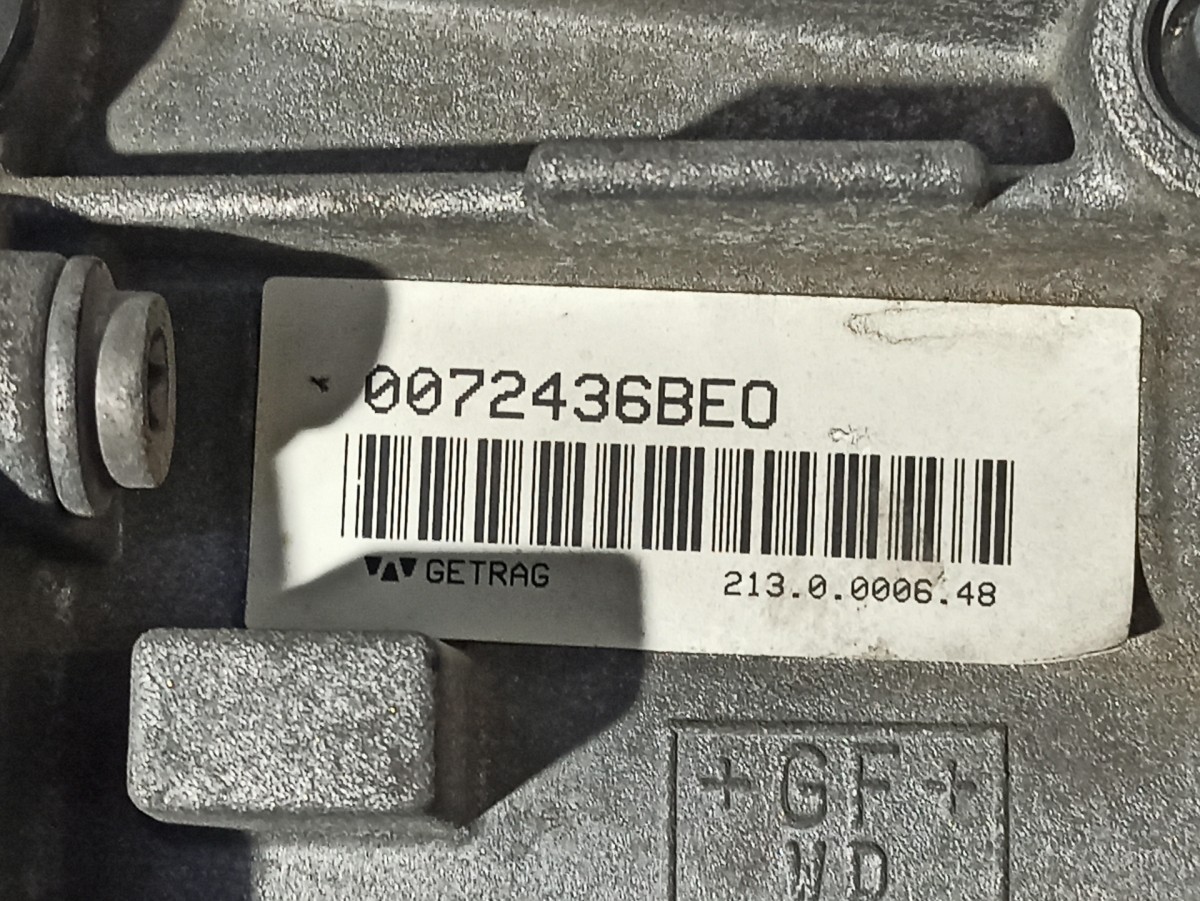 0072436BEO
GETRAG
213.0.0006.48
+GF+
WD